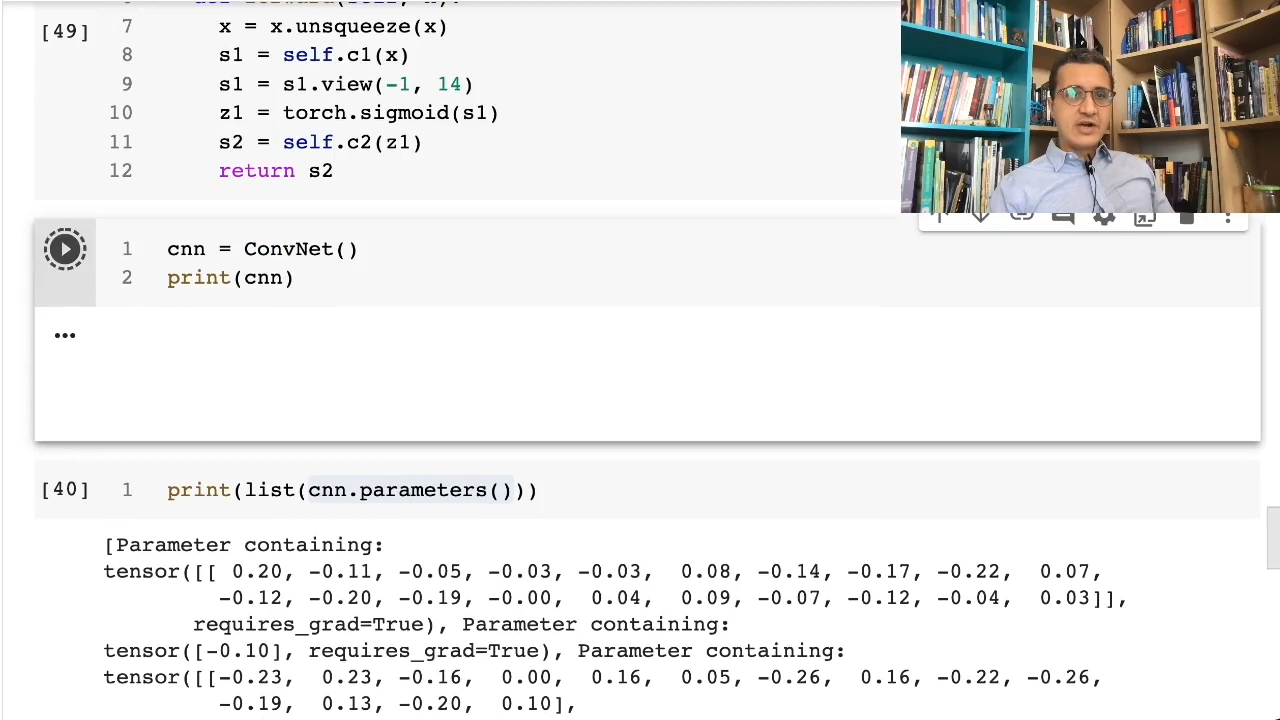 def forward(self, x):
[49]
7 x = x.unsqueeze(x)
8 s1 = self.c1(x)
9 s1 = s1.view(-1, 14)
10 z1 = torch.sigmoid(s1)
11 s2 = self.c2(z1)
12 return s2
1 cnn = ConvNet()
2 print(cnn)
[40] 1 print(list(cnn.parameters()))
[Parameter containing:
tensor([[ 0.20, -0.11, -0.05, -0.03, -0.03, 0.08, -0.14, -0.17, -0.22, 0.07,
-0.12, -0.20, -0.19, -0.00, 0.04, 0.09, -0.07, -0.12, -0.04, 0.03]],
requires_grad=True), Parameter containing:
tensor([-0.10], requires_grad=True), Parameter containing:
tensor([[-0.23, 0.23, -0.16, 0.00, 0.16, 0.05, -0.26, 0.16, -0.22, -0.26,
-0.19, 0.13, -0.20, 0.10],